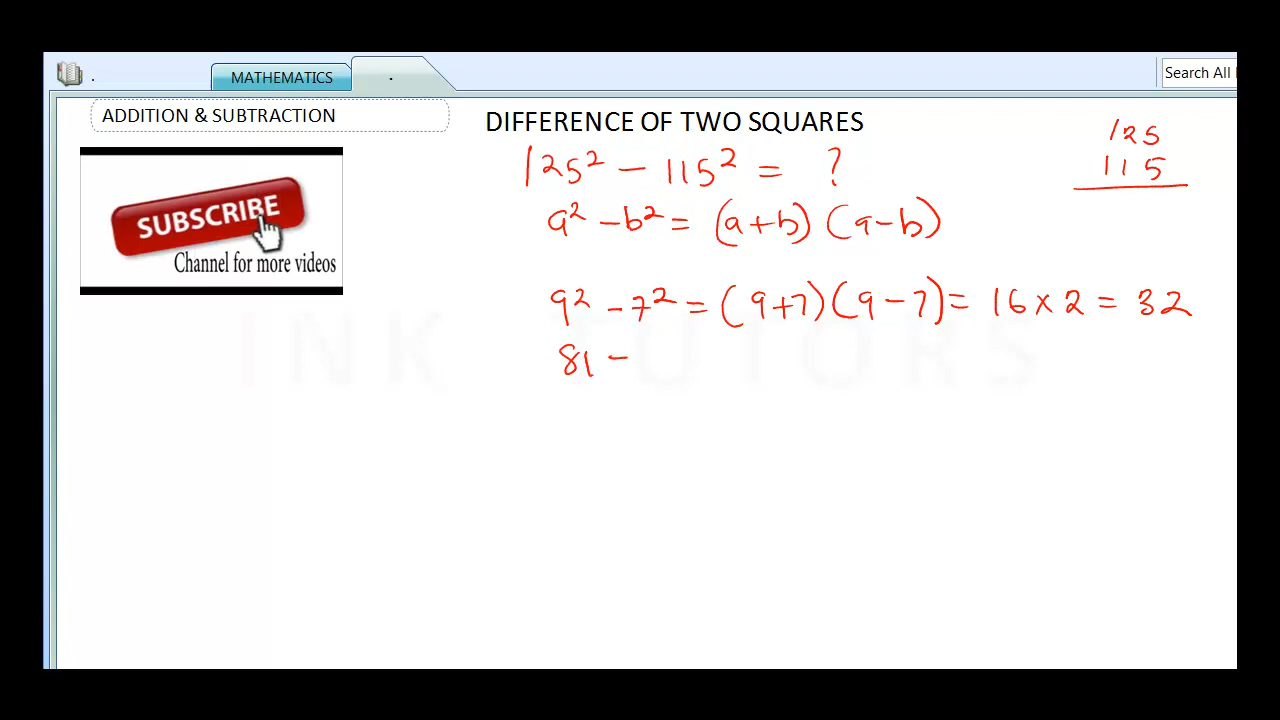 .
MATHEMATICS
.
Search All
ADDITION & SUBTRACTION
DIFFERENCE OF TWO SQUARES
SUBSCRIBE
Channel for more videos
125² − 115² = ?
125
115
a² − b² = (a+b) (a−b)
9² − 7² = (9+7)(9−7) = 16 × 2 = 32
81 −
INK TUTORS